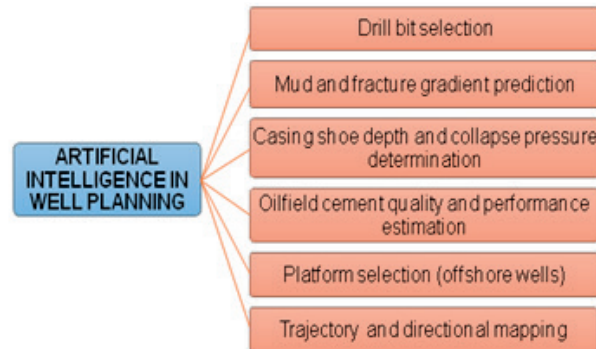 ARTIFICIAL
INTELLIGENCE IN
WELL PLANNING
Drill bit selection
Mud and fracture gradient prediction
Casing shoe depth and collapse pressure
determination
Oilfield cement quality and performance
estimation
Platform selection (offshore wells)
Trajectory and directional mapping